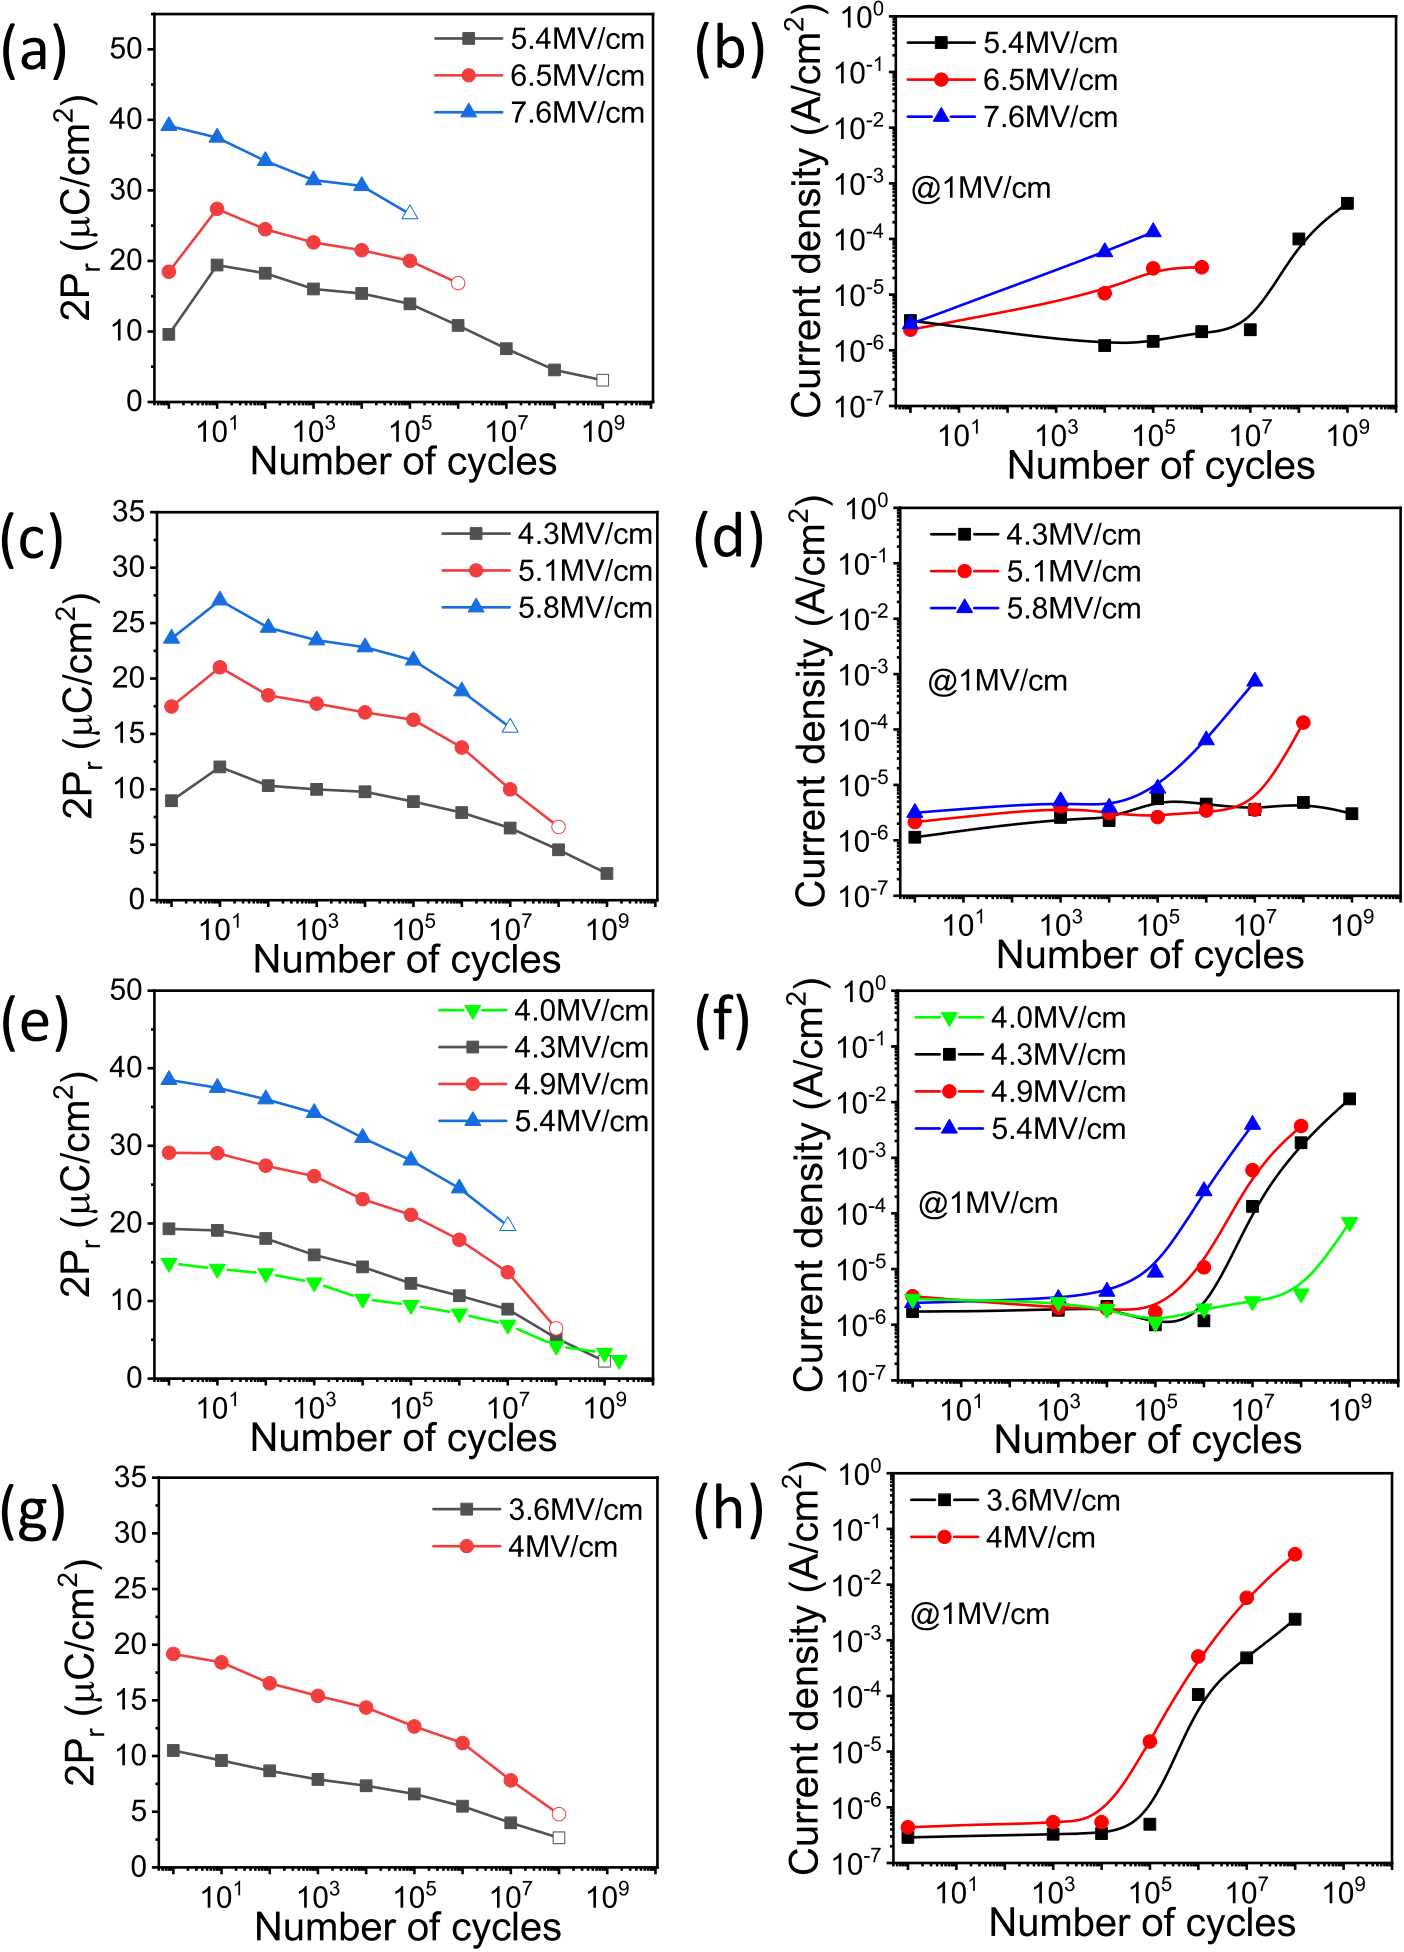 (a)
50
40
30
20
10
0
2Pr (μC/cm²)
5.4MV/cm
6.5MV/cm
7.6MV/cm
10¹ 10³ 10⁵ 10⁷ 10⁹
Number of cycles
(b)
10⁰
10⁻¹
10⁻²
10⁻³
10⁻⁴
10⁻⁵
10⁻⁶
10⁻⁷
Current density (A/cm²)
5.4MV/cm
6.5MV/cm
7.6MV/cm
@1MV/cm
10¹ 10³ 10⁵ 10⁷ 10⁹
Number of cycles
(c)
35
30
25
20
15
10
5
0
2Pr (μC/cm²)
4.3MV/cm
5.1MV/cm
5.8MV/cm
10¹ 10³ 10⁵ 10⁷ 10⁹
Number of cycles
(d)
10⁰
10⁻¹
10⁻²
10⁻³
10⁻⁴
10⁻⁵
10⁻⁶
10⁻⁷
Current density (A/cm²)
4.3MV/cm
5.1MV/cm
5.8MV/cm
@1MV/cm
10¹ 10³ 10⁵ 10⁷ 10⁹
Number of cycles
(e)
50
40
30
20
10
0
2Pr (μC/cm²)
4.0MV/cm
4.3MV/cm
4.9MV/cm
5.4MV/cm
10¹ 10³ 10⁵ 10⁷ 10⁹
Number of cycles
(f)
10⁰
10⁻¹
10⁻²
10⁻³
10⁻⁴
10⁻⁵
10⁻⁶
10⁻⁷
Current density (A/cm²)
4.0MV/cm
4.3MV/cm
4.9MV/cm
5.4MV/cm
@1MV/cm
10¹ 10³ 10⁵ 10⁷ 10⁹
Number of cycles
(g)
35
30
25
20
15
10
5
0
2Pr (μC/cm²)
3.6MV/cm
4MV/cm
10¹ 10³ 10⁵ 10⁷ 10⁹
Number of cycles
(h)
10⁰
10⁻¹
10⁻²
10⁻³
10⁻⁴
10⁻⁵
10⁻⁶
10⁻⁷
Current density (A/cm²)
3.6MV/cm
4MV/cm
@1MV/cm
10¹ 10³ 10⁵ 10⁷ 10⁹
Number of cycles